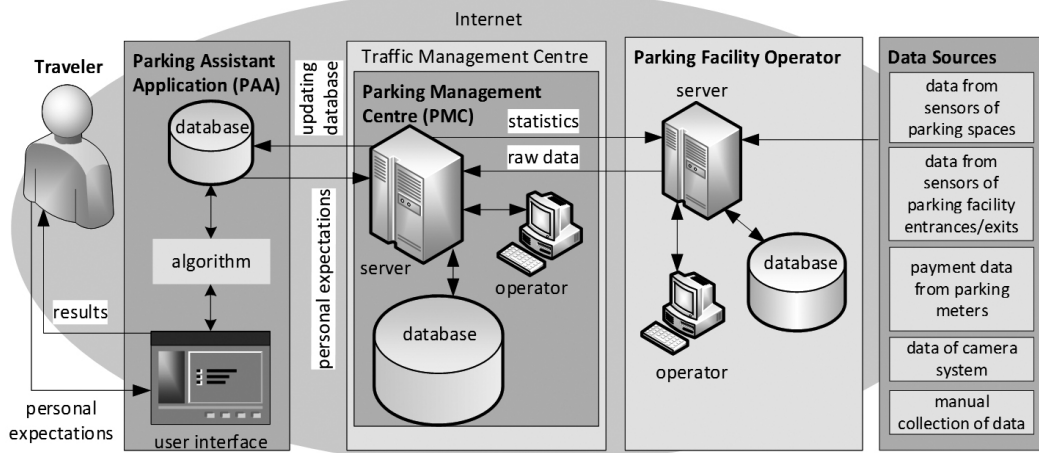 Internet
Traveler
results
personal
expectations
Parking Assistant
Application (PAA)
database
algorithm
user interface
updating
database
personal expectations
Traffic Management Centre
Parking Management
Centre (PMC)
server
operator
database
statistics
raw data
Parking Facility Operator
server
database
operator
Data Sources
data from
sensors of
parking spaces
data from
sensors of
parking facility
entrances/exits
payment data
from parking
meters
data of camera
system
manual
collection of data